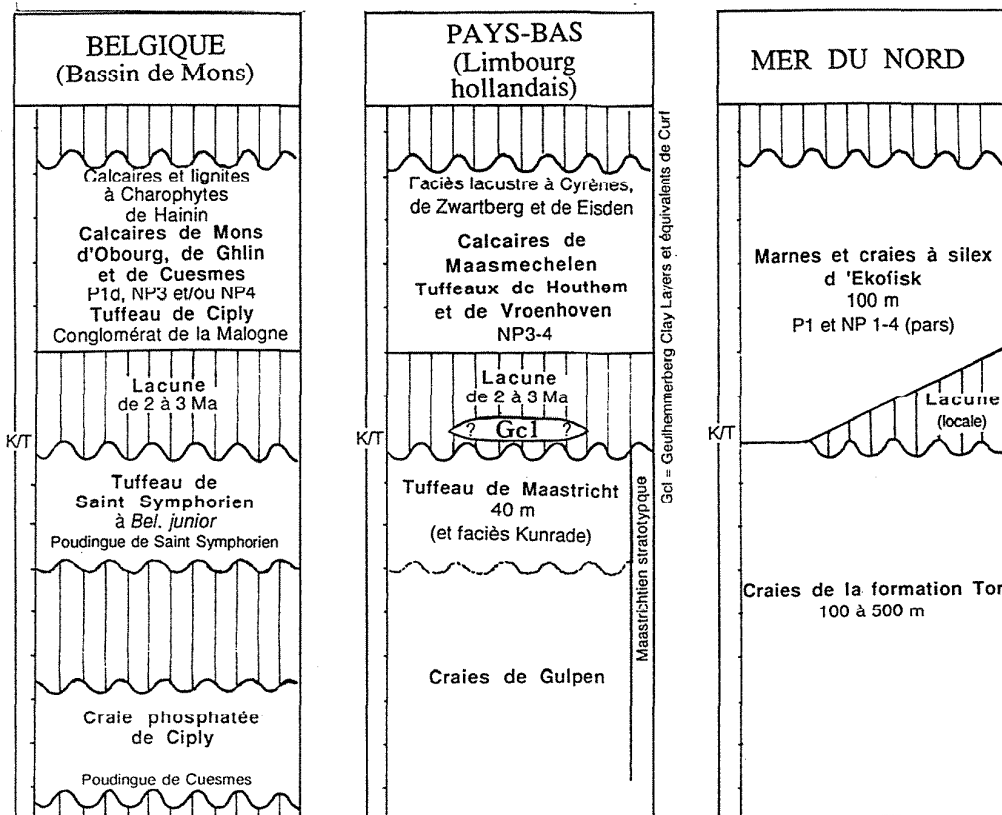 BELGIQUE
(Bassin de Mons)
Calcaires et lignites
à Charophytes
de Hainin
Calcaires de Mons
d'Obourg, de Ghlin
et de Cuesmes
P1d, NP3 et/ou NP4
Tuffeau de Ciply
Conglomérat de la Malogne
Lacune
de 2 à 3 Ma
K/T
Tuffeau de
Saint Symphorien
à Bel. junior
Poudingue de Saint Symphorien
Craie phosphatée
de Ciply
Poudingue de Cuesmes
PAYS-BAS
(Limbourg
hollandais)
Faciès lacustre à Cyrènes,
de Zwartberg et de Eisden
Calcaires de
Maasmechelen
Tuffeaux de Houthem
et de Vroenhoven
NP3-4
Lacune
de 2 à 3 Ma
? Gcl ?
K/T
Tuffeau de Maastricht
40 m
(et faciès Kunrade)
Craies de Gulpen
Maastrichtien stratotypque
Gcl = Geulhemmerberg Clay Layers et équivalents de Curf
MER DU NORD
Marnes et craies à silex
d 'Ekofisk
100 m
P1 et NP 1-4 (pars)
Lacune
(locale)
K/T
Craies de la formation Tor
100 à 500 m